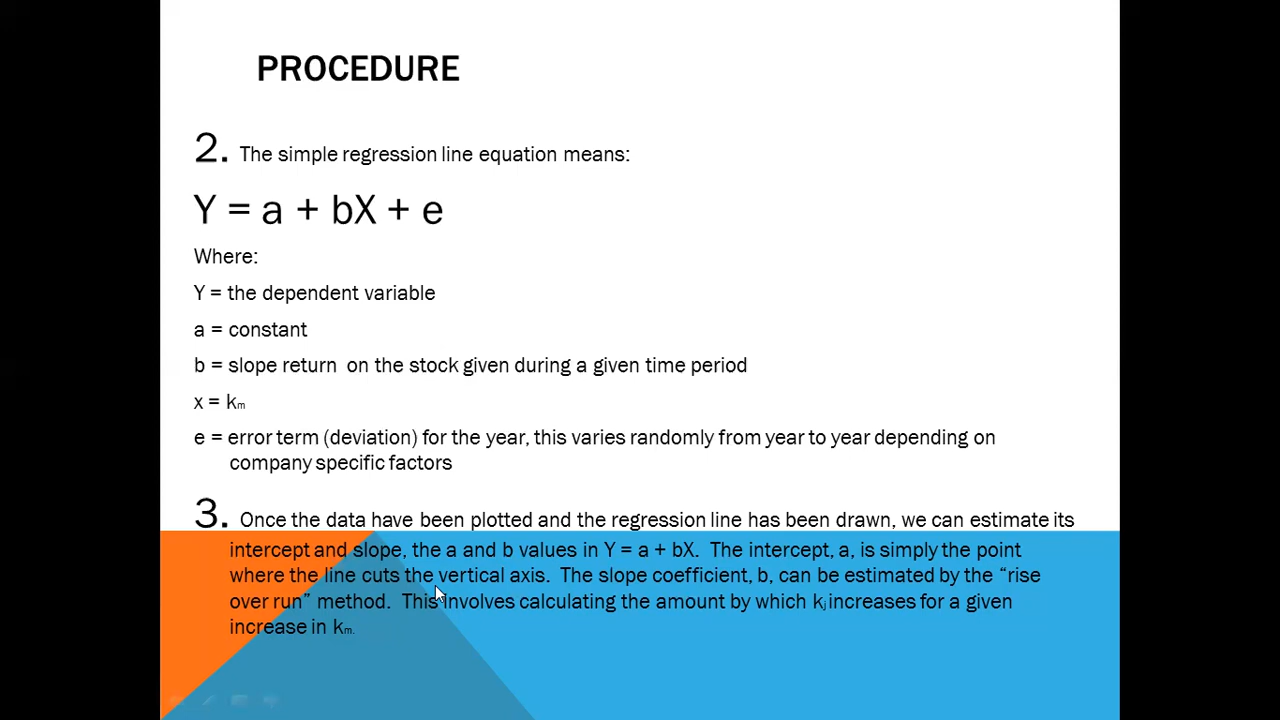 PROCEDURE
2. The simple regression line equation means:
Y = a + bX + e
Where:
Y = the dependent variable
a = constant
b = slope return on the stock given during a given time period
x = km
e = error term (deviation) for the year, this varies randomly from year to year depending on
company specific factors
3. Once the data have been plotted and the regression line has been drawn, we can estimate its
intercept and slope, the a and b values in Y = a + bX. The intercept, a, is simply the point
where the line cuts the vertical axis. The slope coefficient, b, can be estimated by the “rise
over run” method. This involves calculating the amount by which kj increases for a given
increase in km.